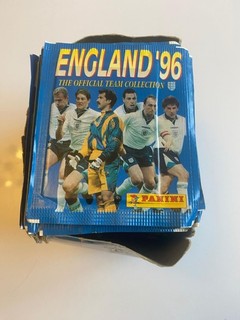 ENGLAND '96
THE OFFICIAL TEAM COLLECTION
PANINI